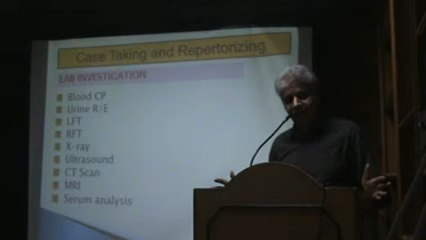 Case Taking and Repertorizing
LAB INVESTIGATION
Blood CP
Urine R/E
LFT
RFT
X-ray
Ultrasound
CT Scan
MRI
Serum analysis